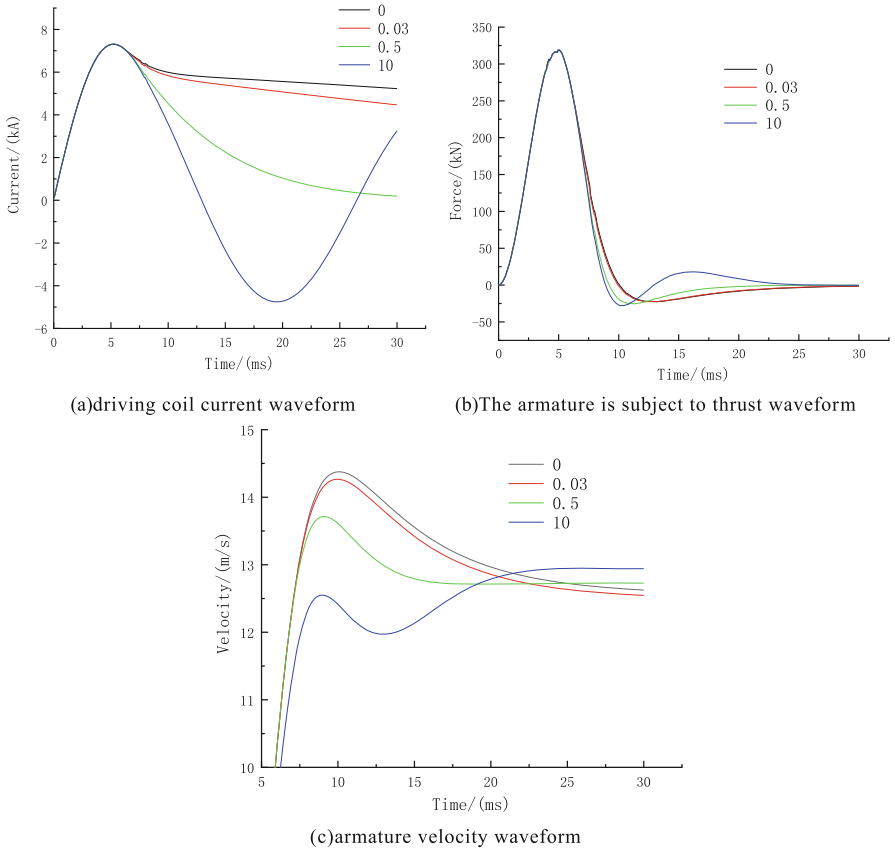 8
6
4
2
0
-2
-4
-6
Current/(kA)
0
0.03
0.5
10
0 5 10 15 20 25 30
Time/(ms)
(a)driving coil current waveform
350
300
250
200
150
100
50
0
-50
Force/(kN)
0
0.03
0.5
10
0 5 10 15 20 25 30
Time/(ms)
(b)The armature is subject to thrust waveform
15
14
13
12
11
10
Velocity/(m/s)
0
0.03
0.5
10
5 10 15 20 25 30
Time/(ms)
(c)armature velocity waveform